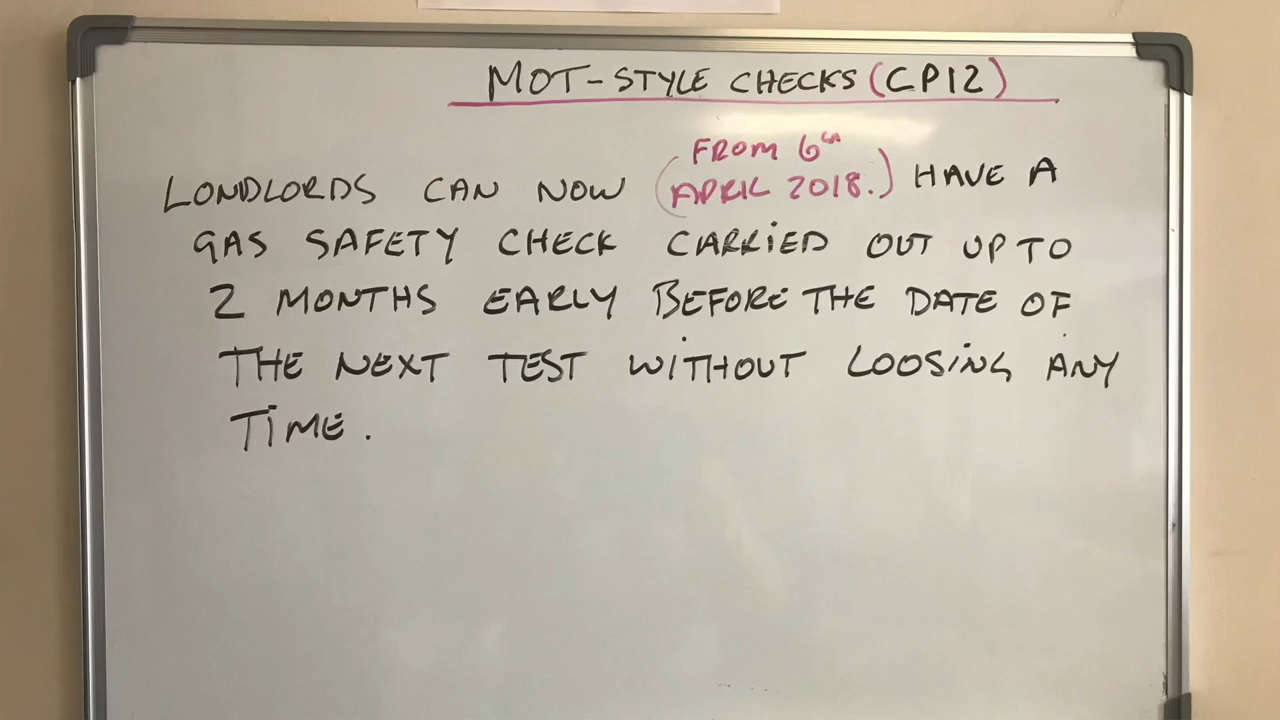 MOT-STYLE CHECKS (CP12)
LONDLORDS CAN NOW (FROM 6th APRIL 2018.) HAVE A
GAS SAFETY CHECK CARRIED OUT UP TO
2 MONTHS EARLY BEFORE THE DATE OF
THE NEXT TEST WITHOUT LOOSING ANY
TIME.